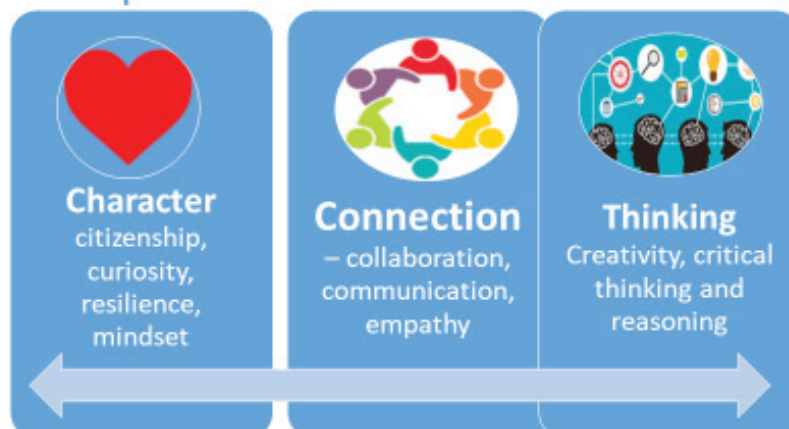 Character
citizenship,
curiosity,
resilience,
mindset
Connection
– collaboration,
communication,
empathy
Thinking
Creativity, critical
thinking and
reasoning